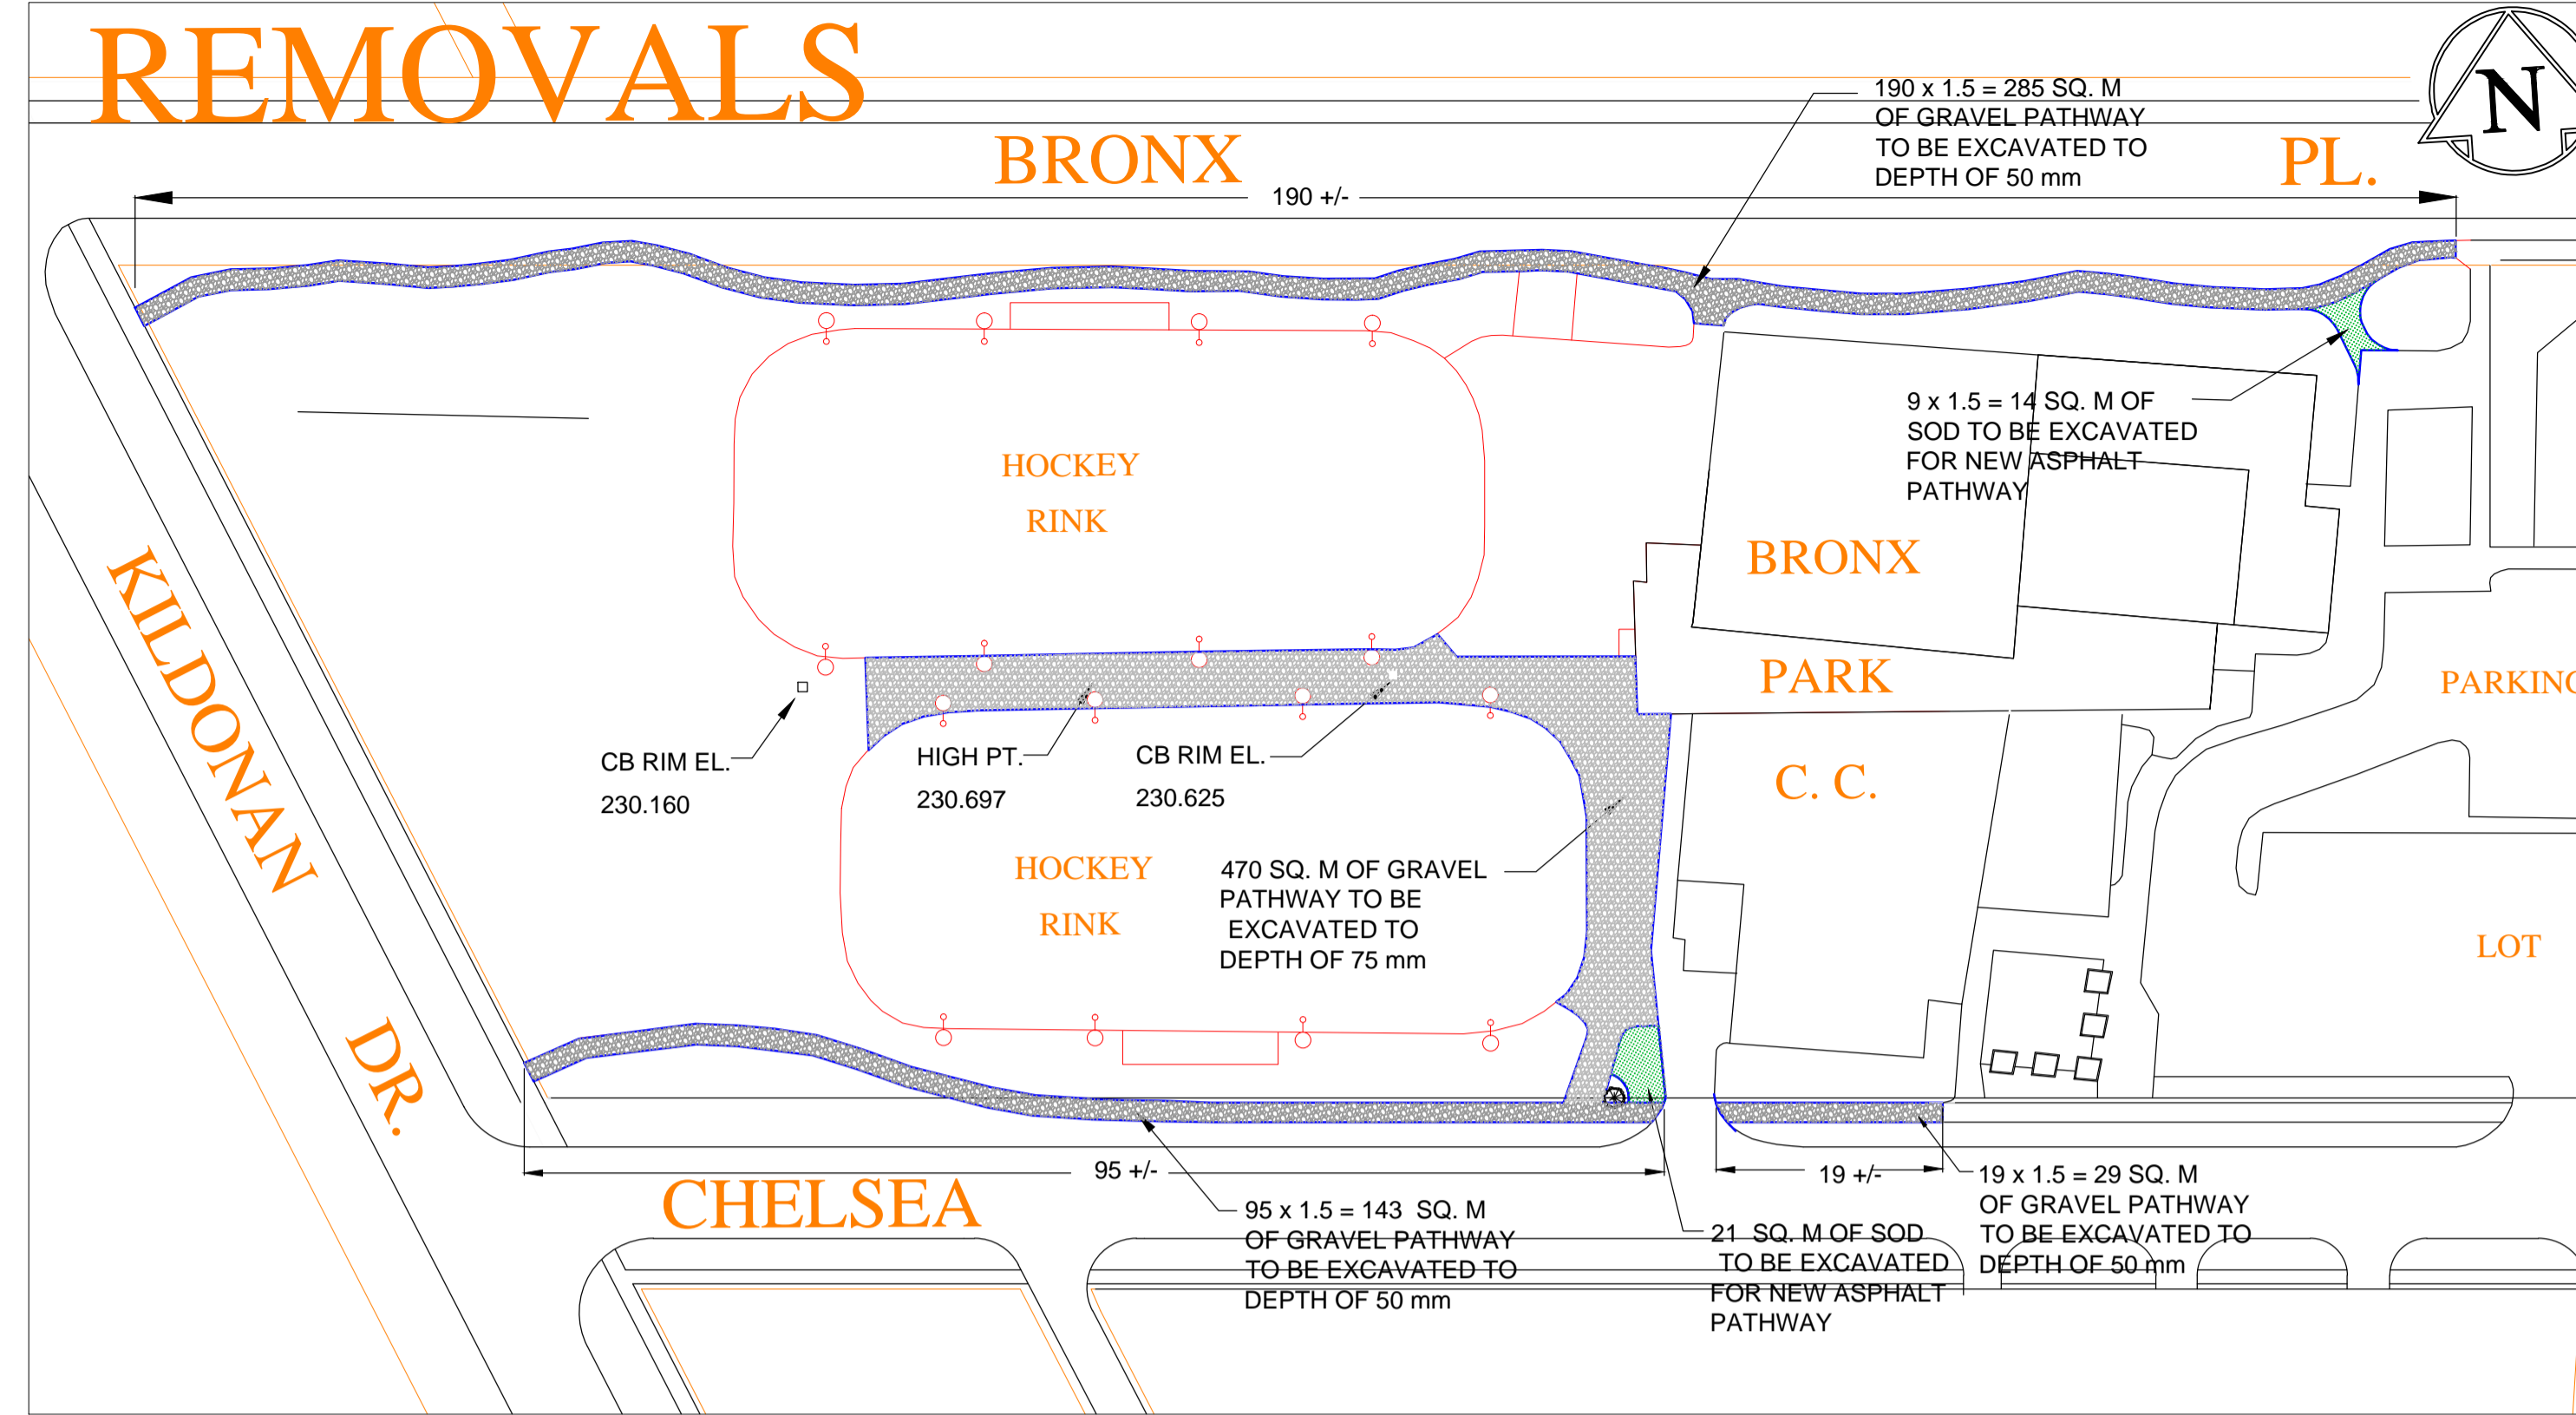 REMOVALS
N
BRONX
PL.
190 +/-
190 x 1.5 = 285 SQ. M
OF GRAVEL PATHWAY
TO BE EXCAVATED TO
DEPTH OF 50 mm
9 x 1.5 = 14 SQ. M OF
SOD TO BE EXCAVATED
FOR NEW ASPHALT
PATHWAY
HOCKEY
RINK
BRONX
PARK
C. C.
KILDONAN
DR.
CB RIM EL.
230.160
HIGH PT.
230.697
CB RIM EL.
230.625
HOCKEY
RINK
470 SQ. M OF GRAVEL
PATHWAY TO BE
EXCAVATED TO
DEPTH OF 75 mm
PARKING
LOT
95 +/-
19 +/-
CHELSEA
95 x 1.5 = 143  SQ. M
OF GRAVEL PATHWAY
TO BE EXCAVATED TO
DEPTH OF 50 mm
21  SQ. M OF SOD
TO BE EXCAVATED
FOR NEW ASPHALT
PATHWAY
19 x 1.5 = 29 SQ. M
OF GRAVEL PATHWAY
TO BE EXCAVATED TO
DEPTH OF 50 mm